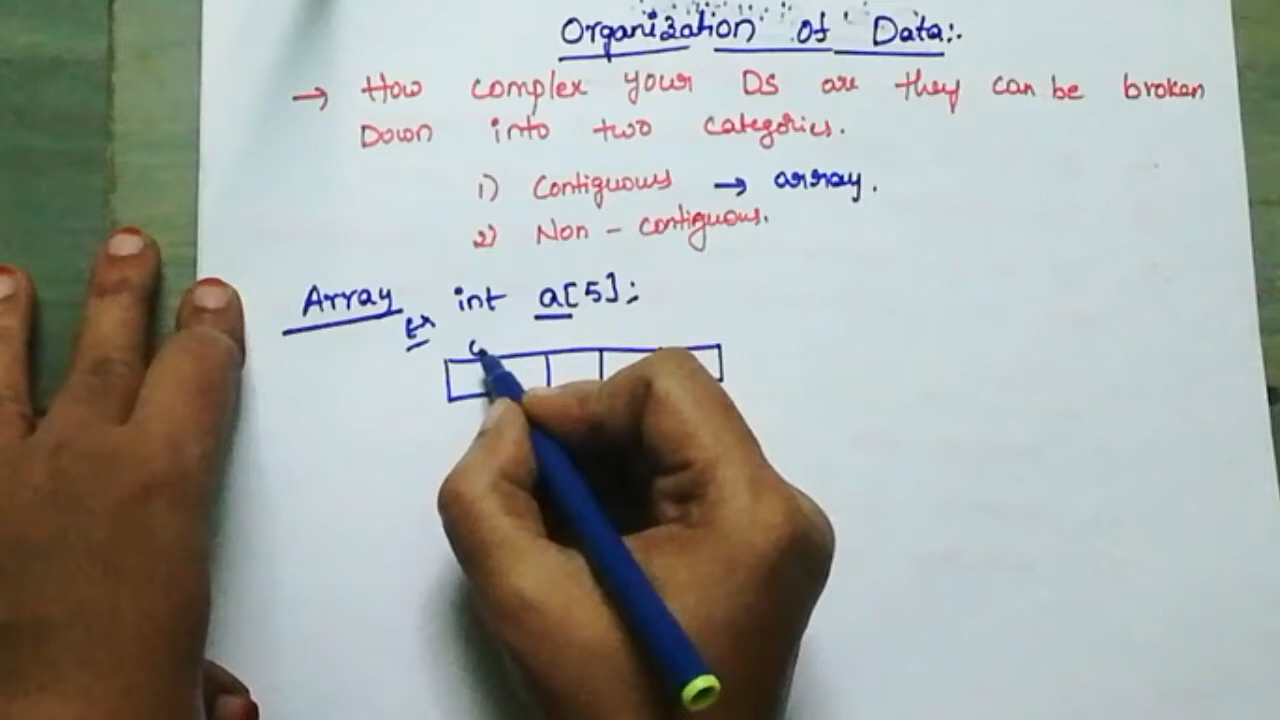 Organization of Data:.
→ How complex your DS are they can be broken
Down into two categories.
1) Contiguous → array.
2) Non - contiguous.
Array int a[5];